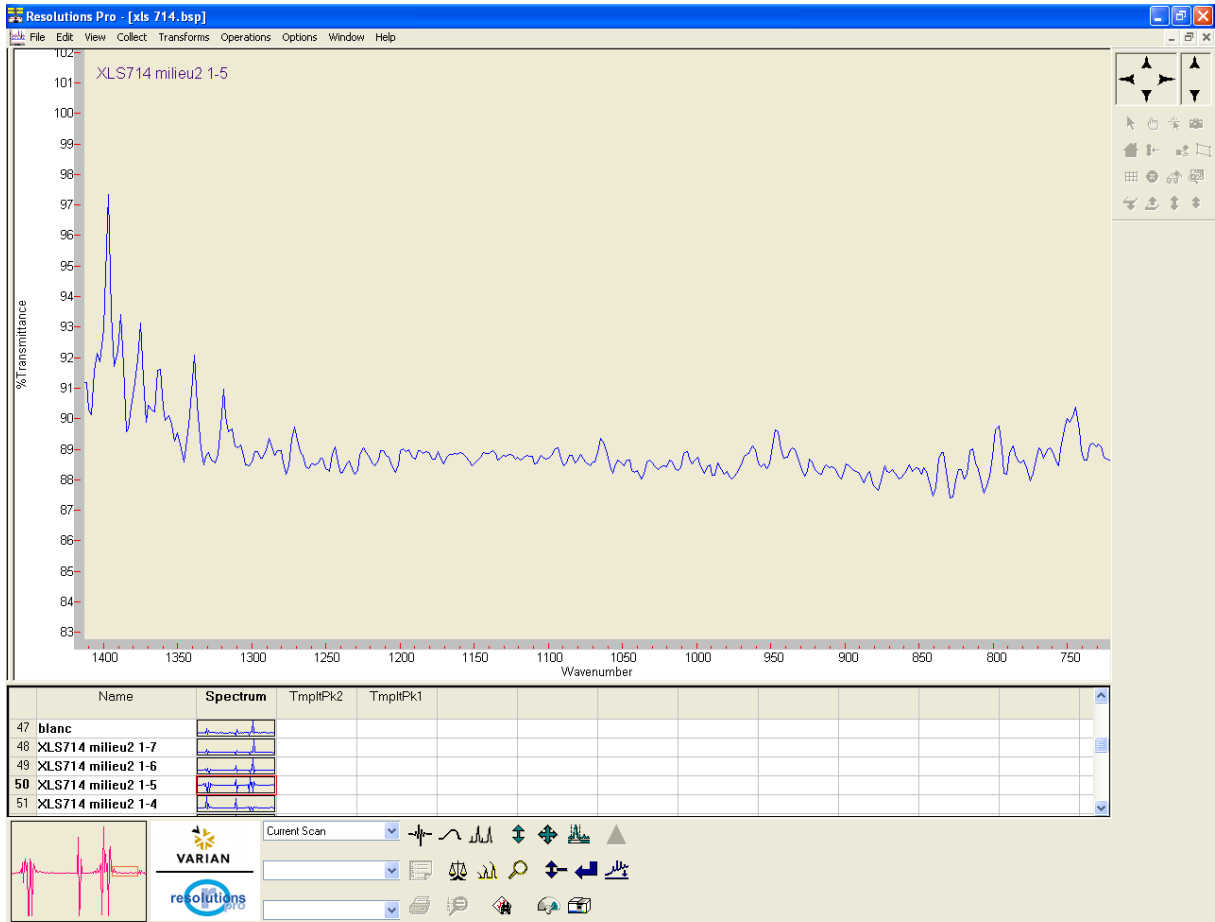 Resolutions Pro - [xls 714.bsp]
File Edit View Collect Transforms Operations Options Window Help
XLS714 milieu2 1-5
102
101
100
99
98
97
96
95
94
93
92
91
90
89
88
87
86
85
84
83
%Transmittance
1400 1350 1300 1250 1200 1150 1100 1050 1000 950 900 850 800 750
Wavenumber
Name Spectrum TmpltPk2 TmpltPk1
47 blanc
48 XLS714 milieu2 1-7
49 XLS714 milieu2 1-6
50 XLS714 milieu2 1-5
51 XLS714 milieu2 1-4
VARIAN
resolutions
pro
Current Scan